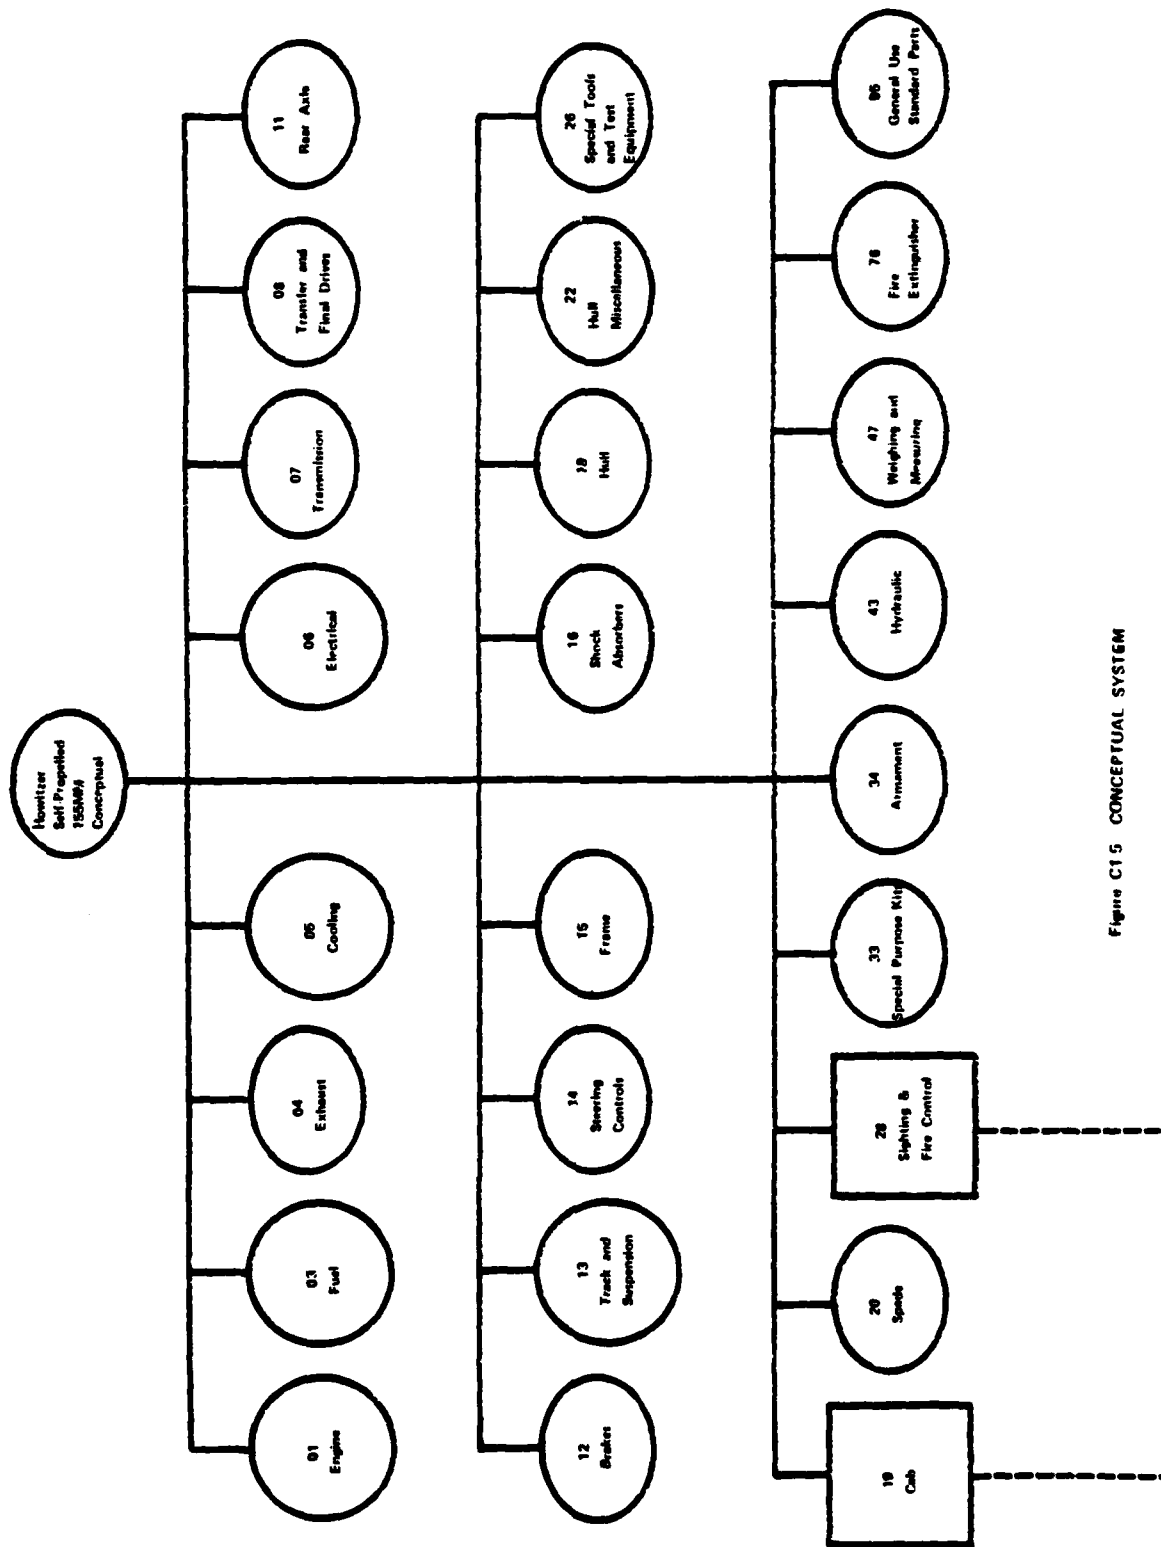 Howitzer
Self-Propelled
155MM
Conceptual
01
Engine
03
Fuel
04
Exhaust
05
Cooling
06
Electrical
07
Transmission
08
Transfer and
Final Drives
11
Rear Axle
12
Brakes
13
Track and
Suspension
14
Steering
Controls
15
Frame
16
Shock
Absorbers
18
Hull
22
Hull
Miscellaneous
26
Special Tools
and Test
Equipment
19
Cab
20
Spade
28
Sighting &
Fire Control
33
Special Purpose Kits
34
Armament
43
Hydraulic
47
Weighing and
Measuring
76
Fire
Extinguisher
95
General Use
Standard Parts
Figure C1 5 CONCEPTUAL SYSTEM